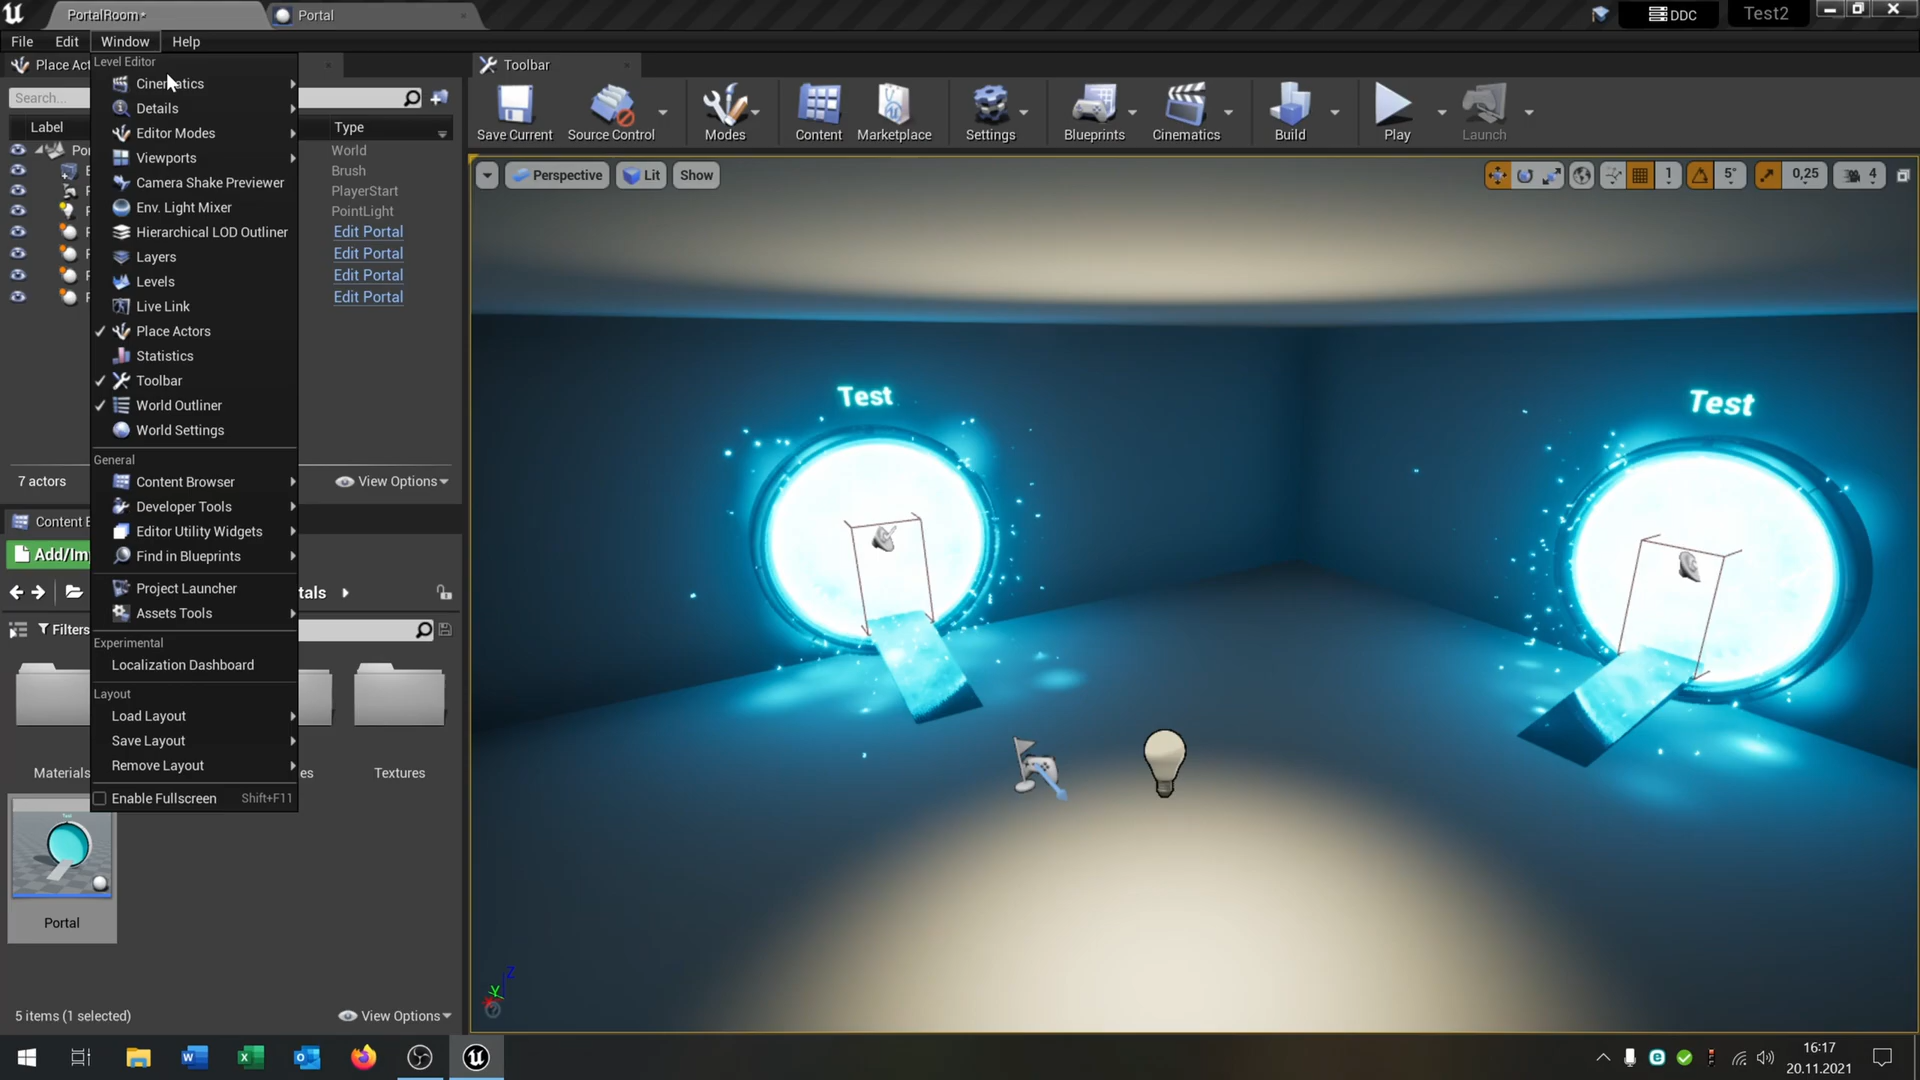 PortalRoom*
Portal
DDC
Test2
File
Edit
Window
Help
Place Act
Toolbar
Level Editor
Cinematics
Details
Editor Modes
Viewports
Camera Shake Previewer
Env. Light Mixer
Hierarchical LOD Outliner
Layers
Levels
Live Link
Place Actors
Statistics
Toolbar
World Outliner
World Settings
General
Content Browser
Developer Tools
Editor Utility Widgets
Find in Blueprints
Project Launcher
Assets Tools
Experimental
Localization Dashboard
Layout
Load Layout
Save Layout
Remove Layout
Enable Fullscreen Shift+F11
Search...
Label
Type
Por
World
Brush
PlayerStart
PointLight
Edit Portal
Edit Portal
Edit Portal
Edit Portal
7 actors
View Options
Content B
Add/Im
tals
Filters
Materials
es
Textures
Portal
5 items (1 selected)
View Options
Save Current
Source Control
Modes
Content
Marketplace
Settings
Blueprints
Cinematics
Build
Play
Launch
Perspective
Lit
Show
1
5°
0,25
4
Test
Test
Z
Y
X
16:17
20.11.2021